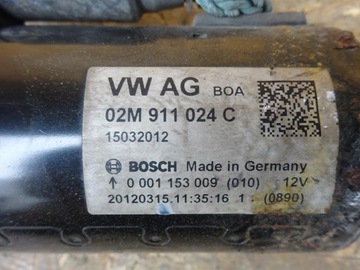 VW AG BOA
02M 911 024 C
15032012
BOSCH Made in Germany
↑ 0 001 153 009 (010) 12V
20120315.11:35:16 1. (0890)